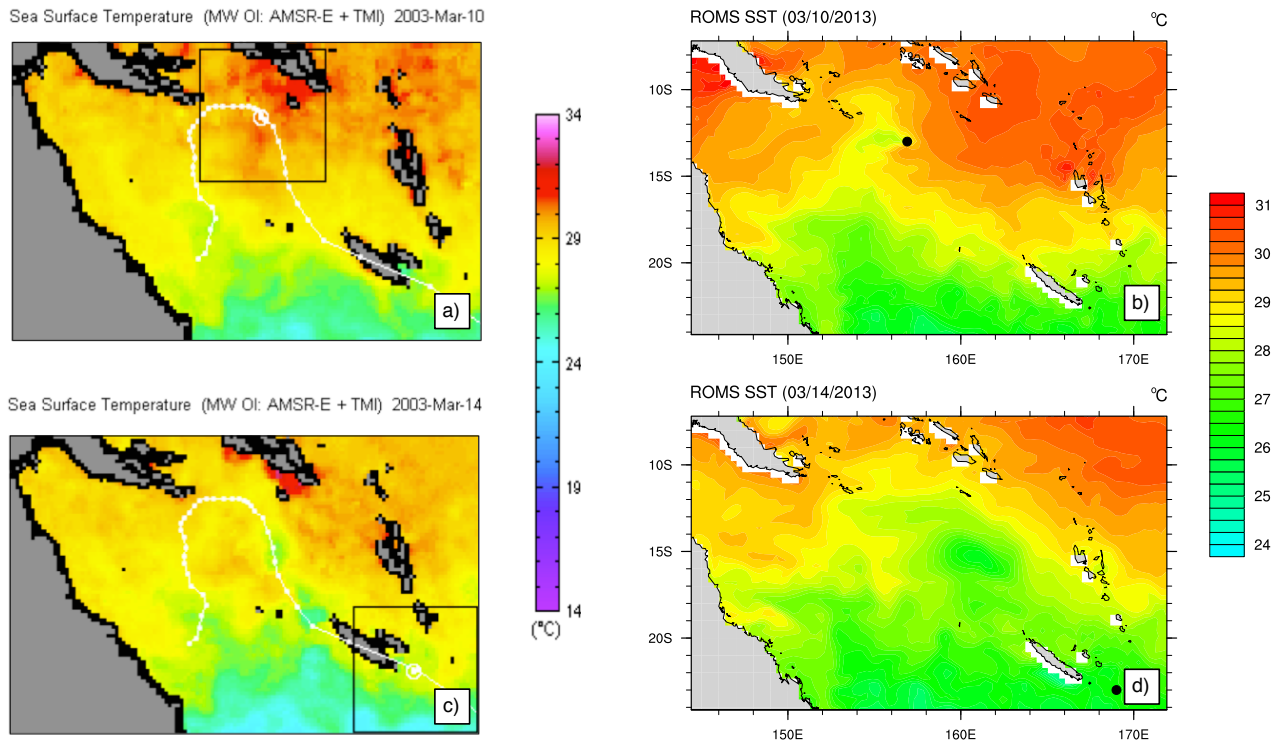 Sea Surface Temperature (MW OI: AMSR-E + TMI) 2003-Mar-10
a)
ROMS SST (03/10/2013)
°C
10S
15S
20S
150E
160E
170E
b)
34
29
24
19
14
(°C)
31
30
29
28
27
26
25
24
Sea Surface Temperature (MW OI: AMSR-E + TMI) 2003-Mar-14
c)
ROMS SST (03/14/2013)
°C
10S
15S
20S
150E
160E
170E
d)